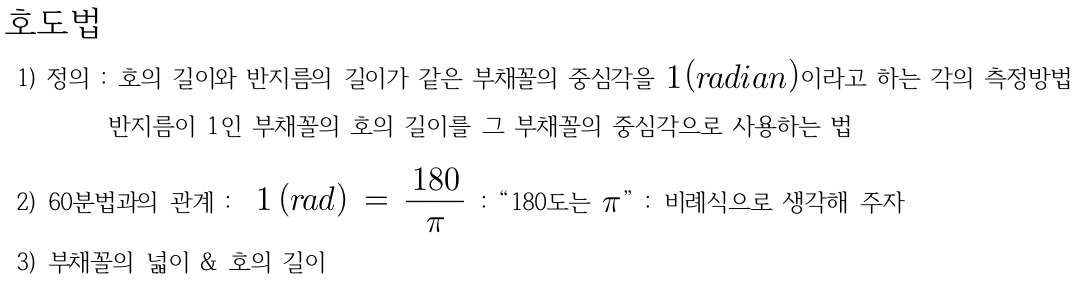 호도법
1) 정의 : 호의 길이와 반지름의 길이가 같은 부채꼴의 중심각을 1(radian)이라고 하는 각의 측정방법
반지름이 1인 부채꼴의 호의 길이를 그 부채꼴의 중심각으로 사용하는 법
2) 60분법과의 관계 : 1(rad) = 180/π : “180도는 π” : 비례식으로 생각해 주자
3) 부채꼴의 넓이 & 호의 길이